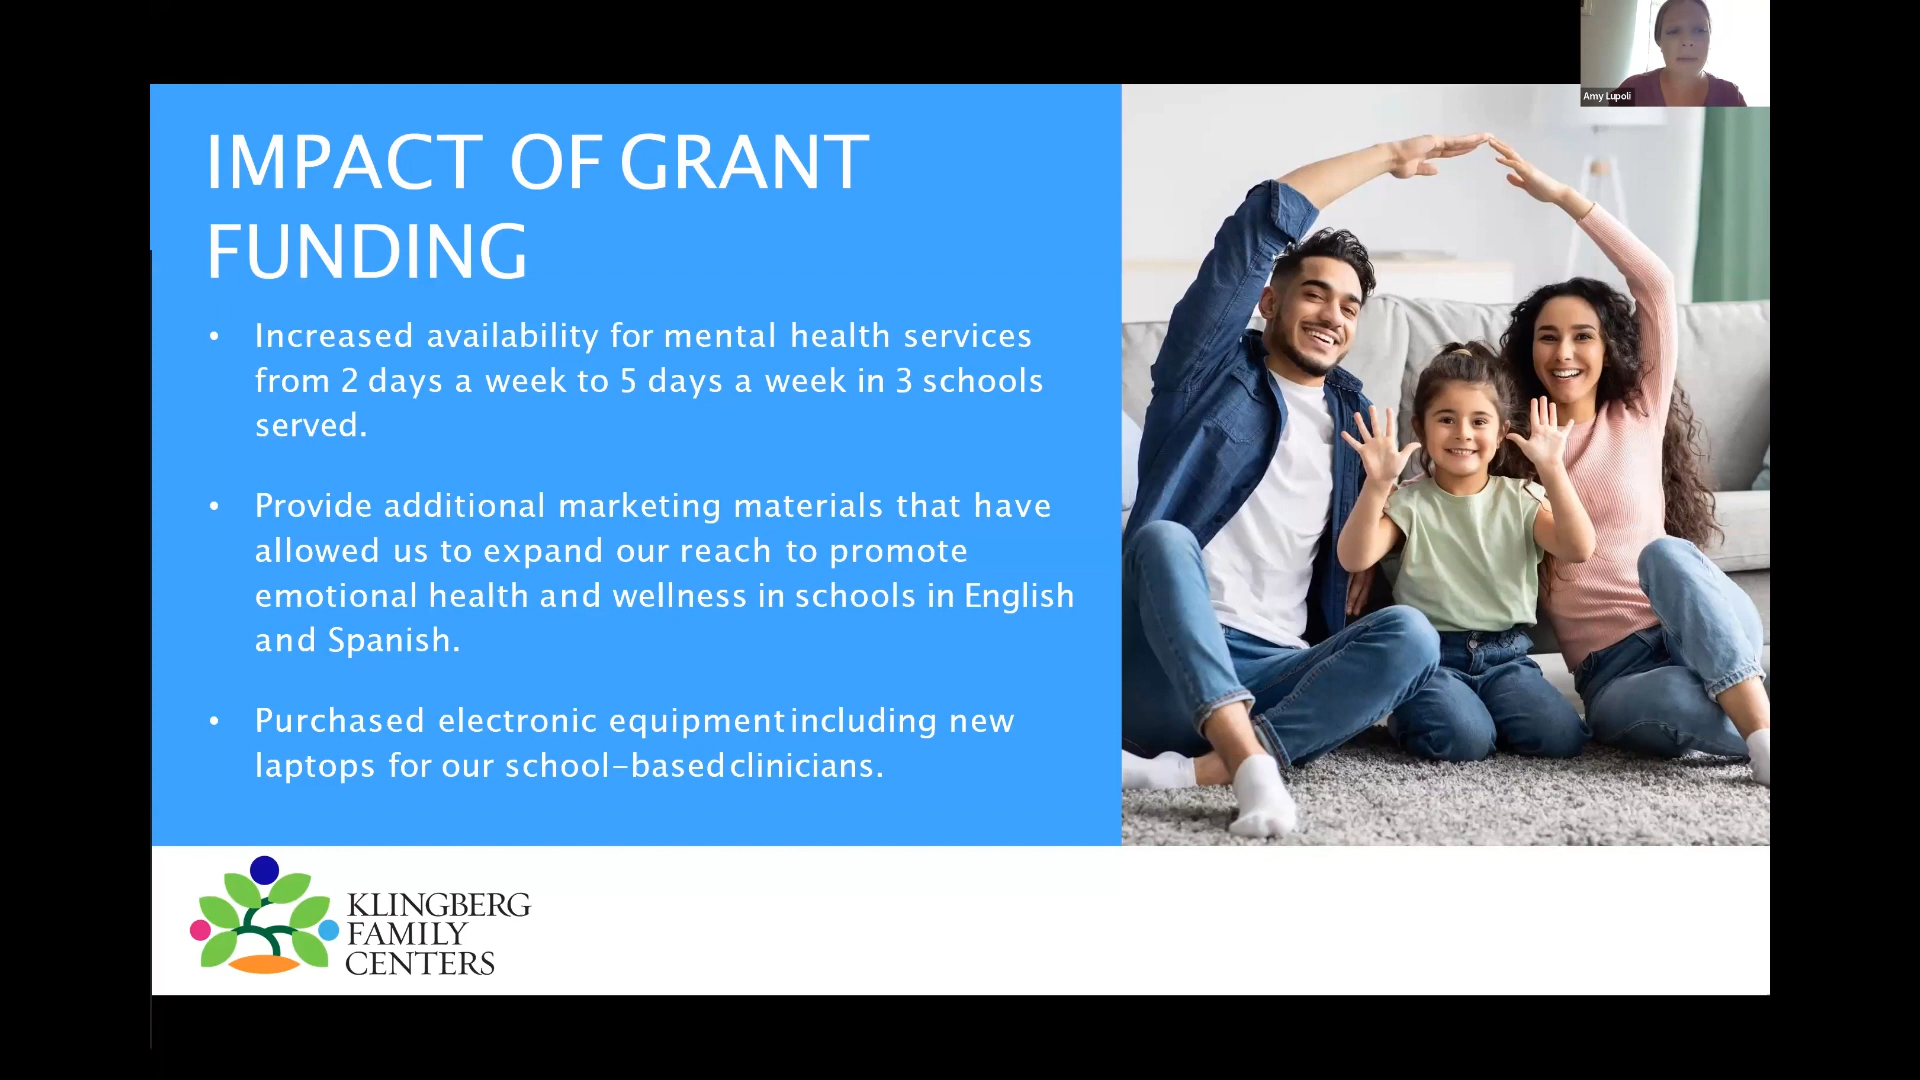 Amy Lupoli
IMPACT OF GRANT
FUNDING
• Increased availability for mental health services
from 2 days a week to 5 days a week in 3 schools
served.
• Provide additional marketing materials that have
allowed us to expand our reach to promote
emotional health and wellness in schools in English
and Spanish.
• Purchased electronic equipment including new
laptops for our school-based clinicians.
KLINGBERG
FAMILY
CENTERS